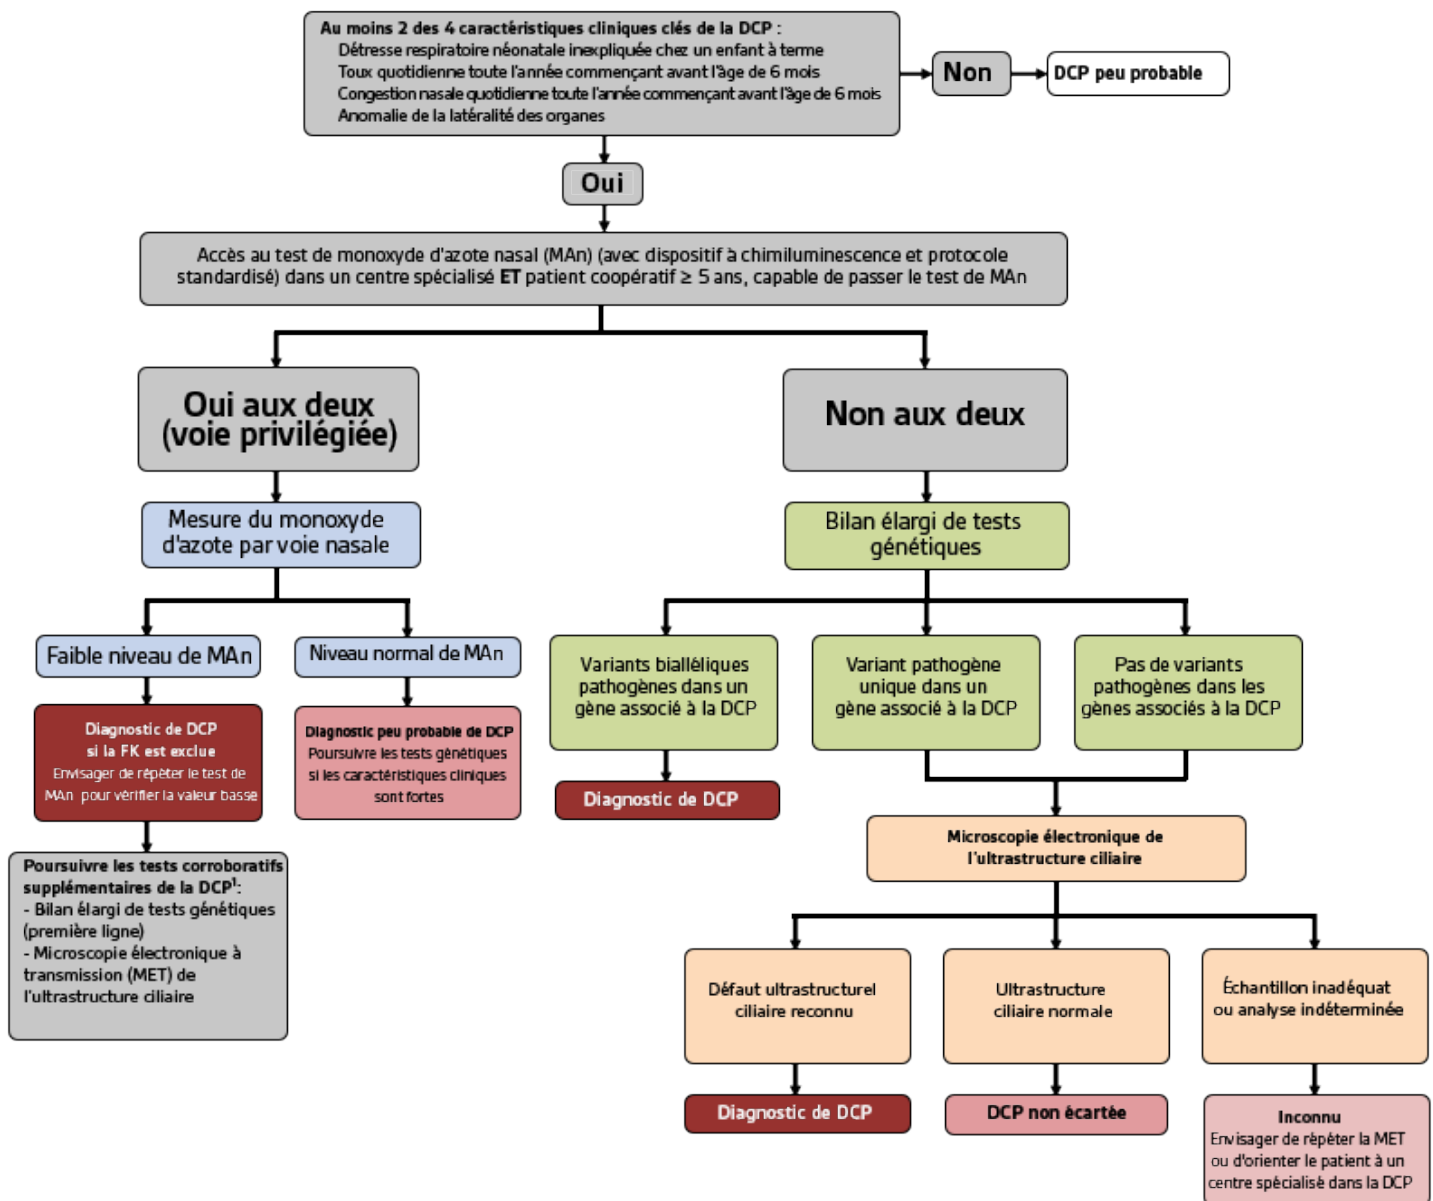 Au moins 2 des 4 caractéristiques cliniques clés de la DCP :
Détresse respiratoire néonatale inexpliquée chez un enfant à terme
Toux quotidienne toute l'année commençant avant l'âge de 6 mois
Congestion nasale quotidienne toute l'année commençant avant l'âge de 6 mois
Anomalie de la latéralité des organes
Non
DCP peu probable
Oui
Accès au test de monoxyde d'azote nasal (MAn) (avec dispositif à chimiluminescence et protocole
standardisé) dans un centre spécialisé ET patient coopératif ≥ 5 ans, capable de passer le test de MAn
Oui aux deux
(voie privilégiée)
Non aux deux
Mesure du monoxyde
d'azote par voie nasale
Bilan élargi de tests
génétiques
Faible niveau de MAn
Niveau normal de MAn
Variants bialléliques
pathogènes dans un
gène associé à la DCP
Variant pathogène
unique dans un
gène associé à la DCP
Pas de variants
pathogènes dans les
gènes associés à la DCP
Diagnostic de DCP
si la FK est exclue
Envisager de répèter le test de
MAn pour vérifier la valeur basse
Diagnostic peu probable de DCP
Poursuivre les tests génétiques
si les caractéristiques cliniques
sont fortes
Diagnostic de DCP
Microscopie électronique de
l'ultrastructure ciliaire
Poursuivre les tests corroboratifs
supplémentaires de la DCP¹:
- Bilan élargi de tests génétiques
(première ligne)
- Microscopie électronique à
transmission (MET) de
l'ultrastructure ciliaire
Défaut ultrastructurel
ciliaire reconnu
Ultrastructure
ciliaire normale
Échantillon inadéquat
ou analyse indéterminée
Diagnostic de DCP
DCP non écartée
Inconnu
Envisager de répèter la MET
ou d'orienter le patient à un
centre spécialisé dans la DCP